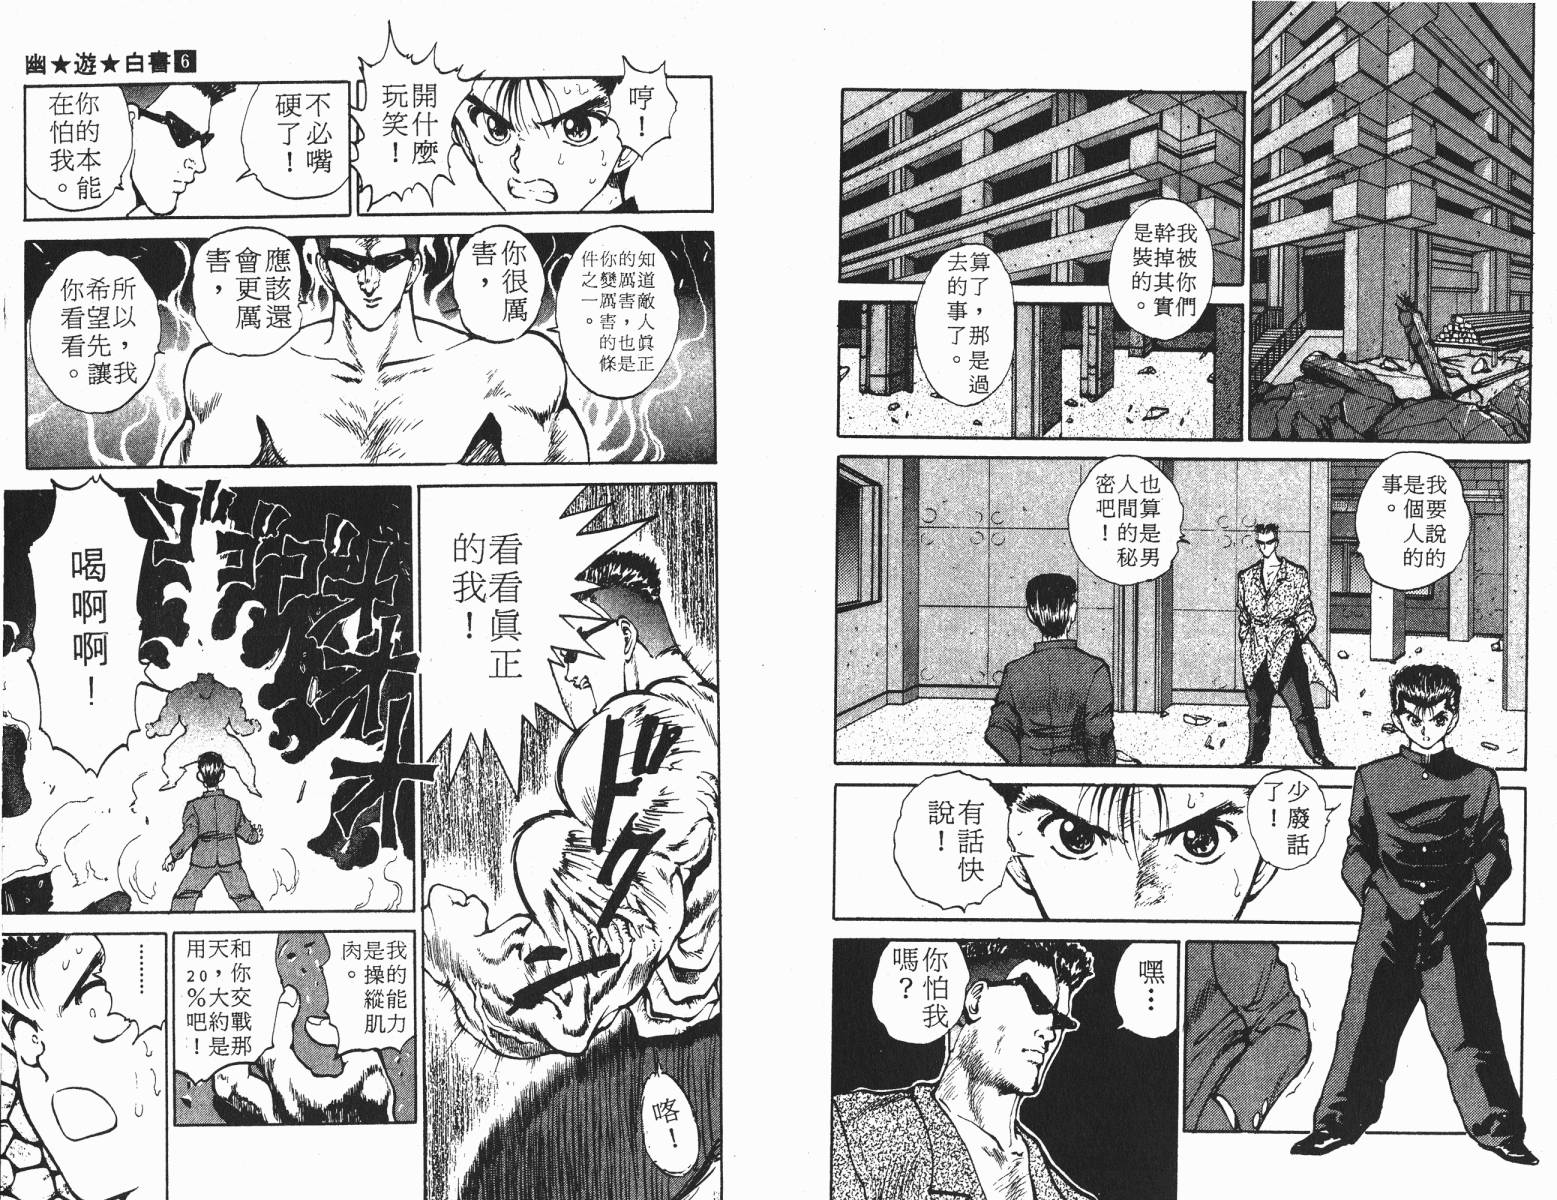 我被你們
幹掉其實
是裝的。
算了，那是過
去的事了。
我要說的
是個人的
事。
也算是男
人間的秘
密吧！
少廢話
了！
有話快
說！
嘿…
你怕我
嗎？
幽★遊★白書6
哼！
開什麼
玩笑！
不必嘴
硬了！
你的本能
在怕我。
知道敵人真正
的厲害，也是
你變厲害的條
件之一。
你很厲
害，
應該還
會更厲
害，
所以，我
希望先讓
你看看。
看看真正
的我！
ドクン
喝啊啊！
喀！
我的能力
是操縱肌
肉。
和你交戰那
天，大約是
用20％吧！
………